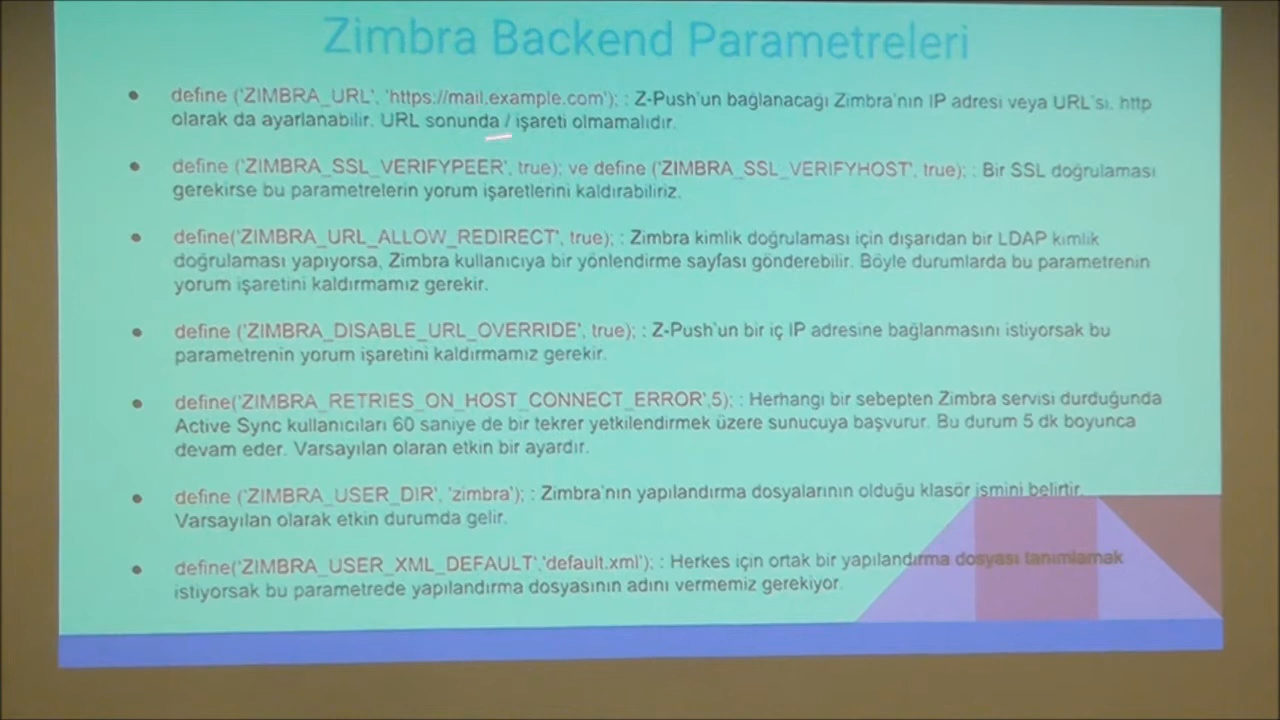 Zimbra Backend Parametreleri
• define ('ZIMBRA_URL', 'https://mail.example.com'); : Z-Push'un bağlanacağı Zimbra'nın IP adresi veya URL'si. http
olarak da ayarlanabilir. URL sonunda / işareti olmamalıdır.
• define ('ZIMBRA_SSL_VERIFYPEER', true); ve define ('ZIMBRA_SSL_VERIFYHOST', true); : Bir SSL doğrulaması
gerekirse bu parametrelerin yorum işaretlerini kaldırabiliriz.
• define('ZIMBRA_URL_ALLOW_REDIRECT', true); : Zimbra kimlik doğrulaması için dışarıdan bir LDAP kimlik
doğrulaması yapıyorsa, Zimbra kullanıcıya bir yönlendirme sayfası gönderebilir. Böyle durumlarda bu parametrenin
yorum işaretini kaldırmamız gerekir.
• define ('ZIMBRA_DISABLE_URL_OVERRIDE', true); : Z-Push'un bir iç IP adresine bağlanmasını istiyorsak bu
parametrenin yorum işaretini kaldırmamız gerekir.
• define('ZIMBRA_RETRIES_ON_HOST_CONNECT_ERROR',5); : Herhangi bir sebepten Zimbra servisi durduğunda
Active Sync kullanıcıları 60 saniye de bir tekrer yetkilendirmek üzere sunucuya başvurur. Bu durum 5 dk boyunca
devam eder. Varsayılan olaran etkin bir ayardır.
• define ('ZIMBRA_USER_DIR', 'zimbra'); : Zimbra'nın yapılandırma dosyalarının olduğu klasör ismini belirtir.
Varsayılan olarak etkin durumda gelir.
• define('ZIMBRA_USER_XML_DEFAULT','default.xml'); : Herkes için ortak bir yapılandırma dosyası tanımlamak
istiyorsak bu parametrede yapılandırma dosyasının adını vermemiz gerekiyor.